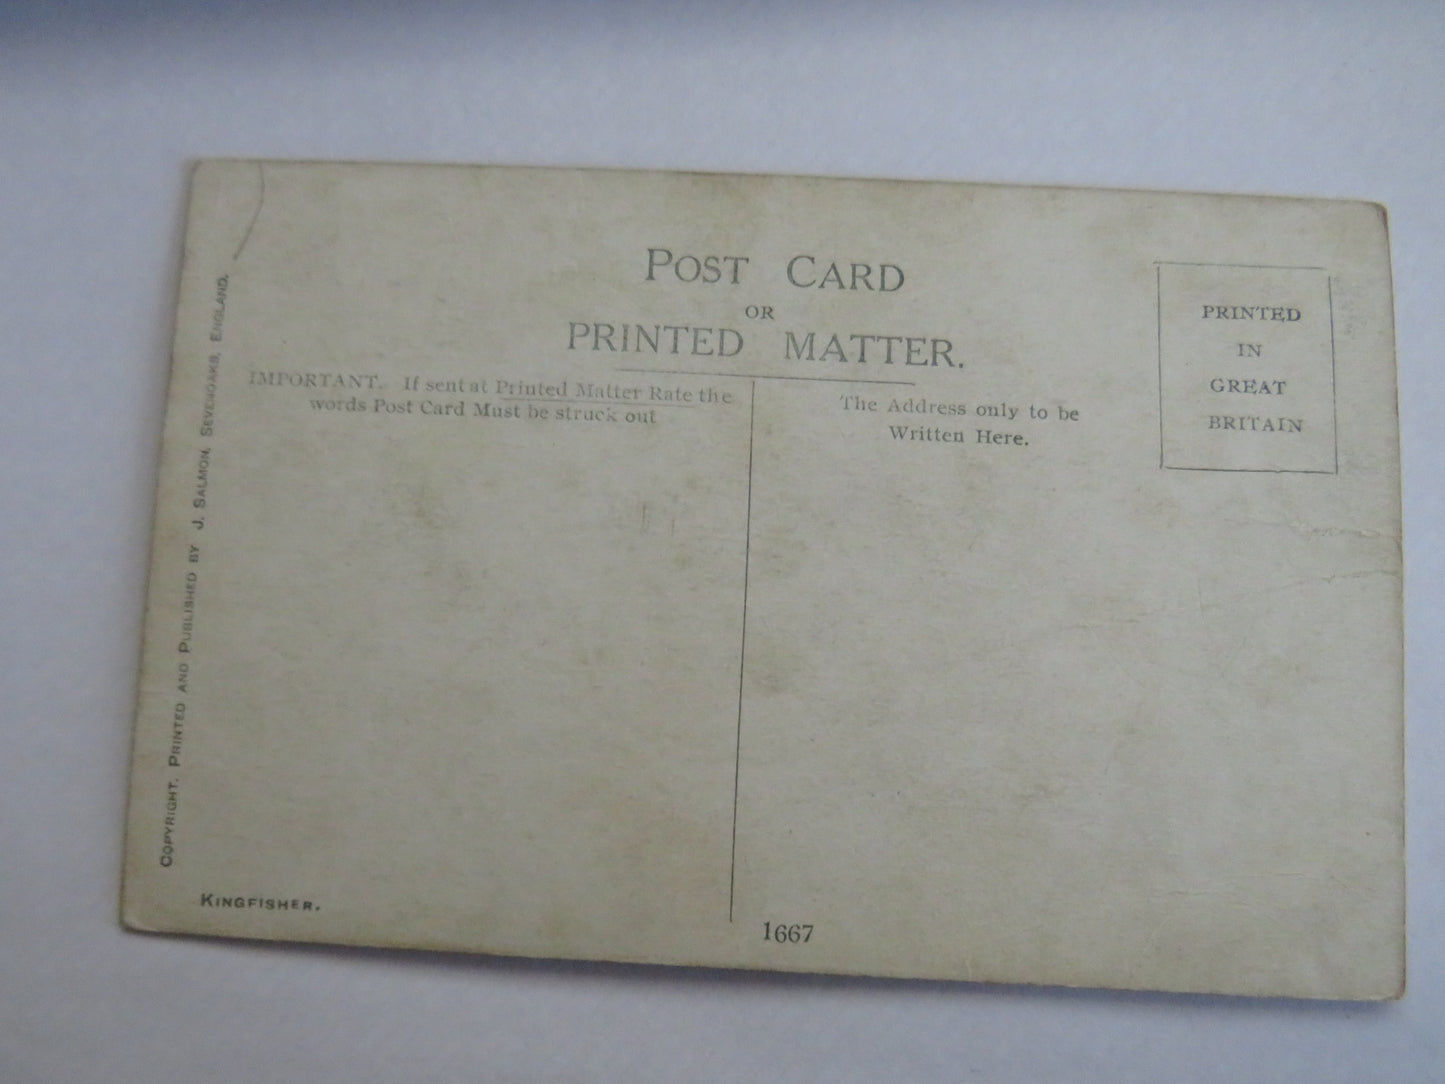 POST CARD
OR
PRINTED MATTER.
IMPORTANT. If sent at Printed Matter Rate the
words Post Card Must be struck out
The Address only to be
Written Here.
PRINTED
IN
GREAT
BRITAIN
COPYRIGHT. PRINTED AND PUBLISHED BY J. SALMON, SEVENOAKS, ENGLAND.
KINGFISHER.
1667